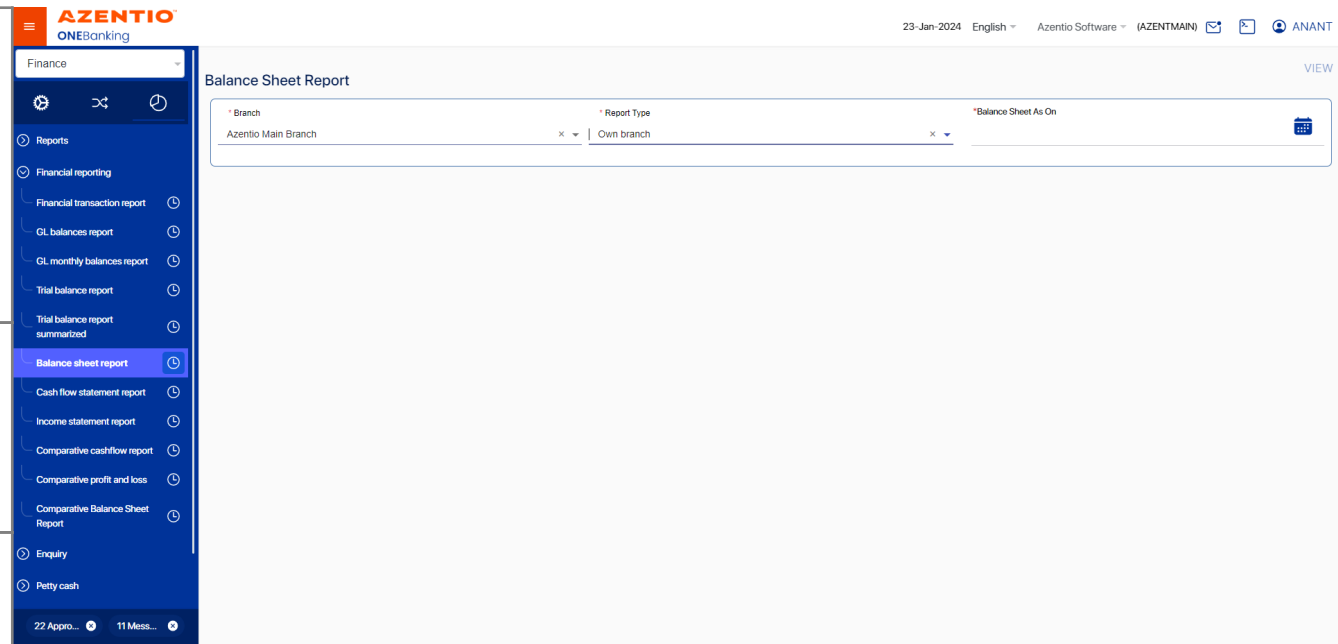 AZENTIO
ONEBanking
23-Jan-2024 English Azentio Software (AZENTMAIN) ANANT
Finance
VIEW
Balance Sheet Report
* Branch
Azentio Main Branch
* Report Type
Own branch
*Balance Sheet As On
Reports
Financial reporting
Financial transaction report
GL balances report
GL monthly balances report
Trial balance report
Trial balance report
summarized
Balance sheet report
Cash flow statement report
Income statement report
Comparative cashflow report
Comparative profit and loss
Comparative Balance Sheet
Report
Enquiry
Petty cash
22 Appro... 11 Mess...